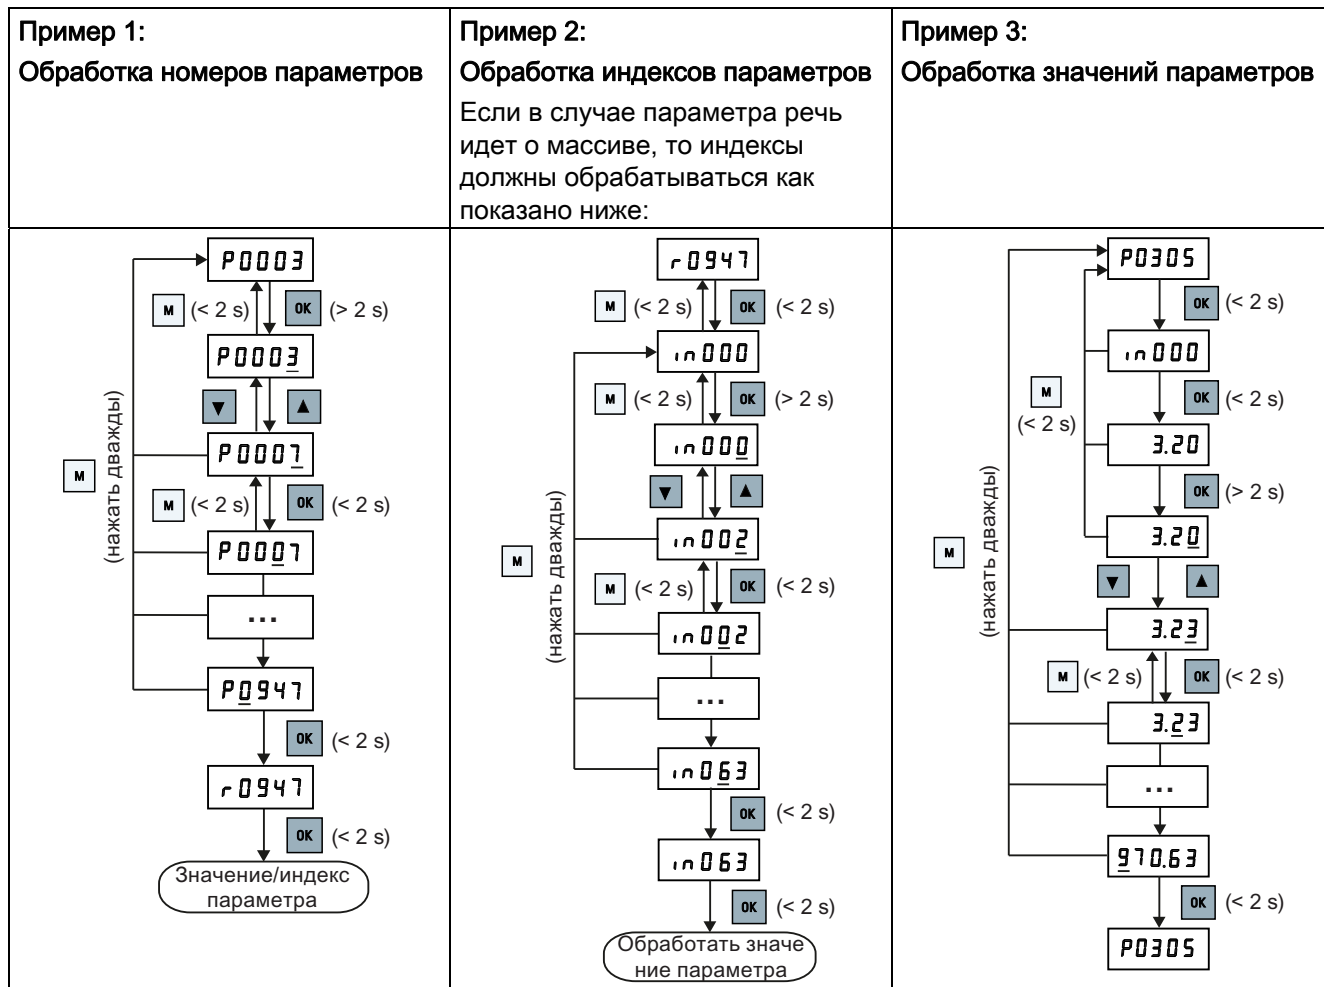 Пример 1:
Обработка номеров параметров
Пример 2:
Обработка индексов параметров
Если в случае параметра речь
идет о массиве, то индексы
должны обрабатываться как
показано ниже:
Пример 3:
Обработка значений параметров
P0003
M (< 2 s) OK (> 2 s)
P0003
▼ ▲
P0007
M (нажать дважды)
M (< 2 s) OK (< 2 s)
P0007
...
P0947
OK (< 2 s)
r0947
OK (< 2 s)
Значение/индекс
параметра
r0947
M (< 2 s) OK (< 2 s)
in000
M (< 2 s) OK (> 2 s)
in000
▼ ▲
in002
M (нажать дважды)
M (< 2 s) OK (< 2 s)
in002
...
in063
OK (< 2 s)
in063
OK (< 2 s)
Обработать значе
ние параметра
P0305
OK (< 2 s)
in000
M
(< 2 s)
OK (< 2 s)
3.20
OK (> 2 s)
3.20
M (нажать дважды)
▼ ▲
3.23
M (< 2 s) OK (< 2 s)
3.23
...
970.63
OK (< 2 s)
P0305